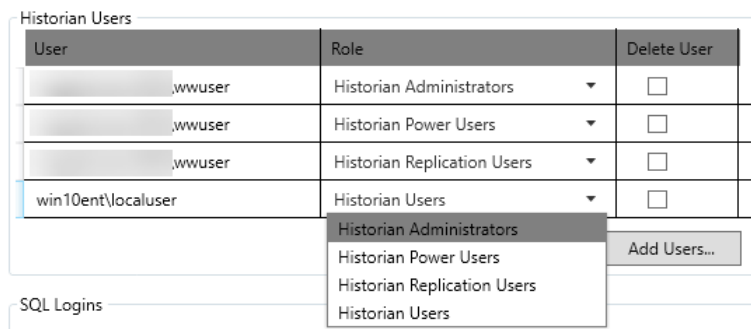 Historian Users
User Role Delete User
wwuser Historian Administrators
wwuser Historian Power Users
wwuser Historian Replication Users
win10ent\localuser Historian Users
Historian Administrators
Historian Power Users
Add Users...
Historian Replication Users
Historian Users
SQL Logins